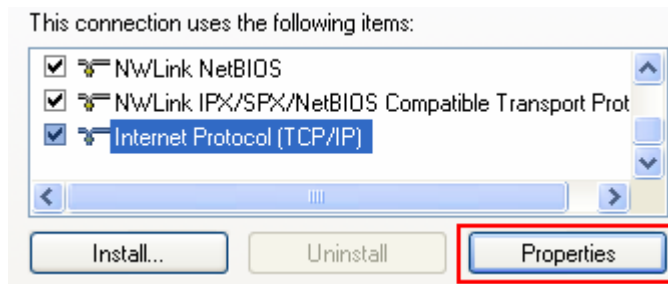 This connection uses the following items:
NWLink NetBIOS
NWLink IPX/SPX/NetBIOS Compatible Transport Prot
Internet Protocol (TCP/IP)
Install...
Uninstall
Properties